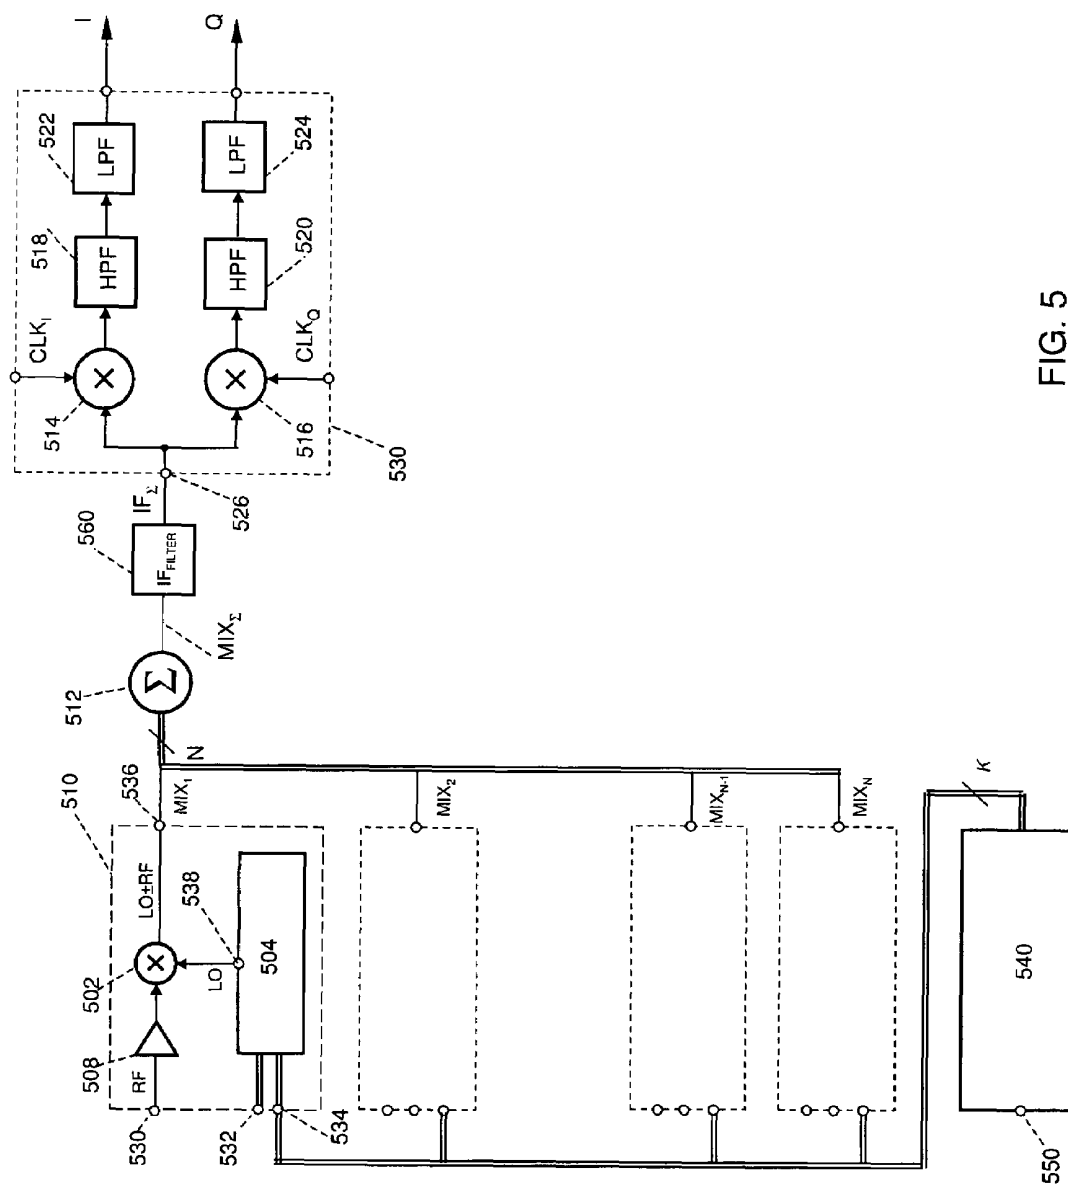 I
Q
522
LPF
LPF
524
518
HPF
HPF
520
CLK_I
CLK_Q
514
×
×
516
530
IF_Σ
526
560
IF_FILTER
MIX_Σ
512
Σ
N
510
536
MIX_1
MIX_2
MIX_N-1
MIX_N
K
LO±RF
538
502
×
LO
504
508
RF
530
532
534
540
550
FIG. 5